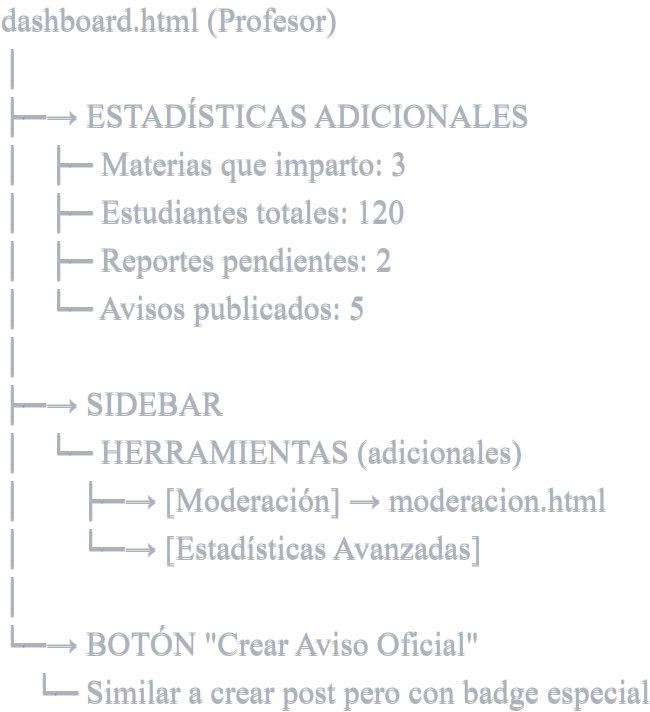 dashboard.html (Profesor)
│
├─→ ESTADÍSTICAS ADICIONALES
│   ├─ Materias que imparto: 3
│   ├─ Estudiantes totales: 120
│   ├─ Reportes pendientes: 2
│   └─ Avisos publicados: 5
│
├─→ SIDEBAR
│   └─ HERRAMIENTAS (adicionales)
│       ├─→ [Moderación] → moderacion.html
│       └─→ [Estadísticas Avanzadas]
│
└─→ BOTÓN "Crear Aviso Oficial"
    └─ Similar a crear post pero con badge especial